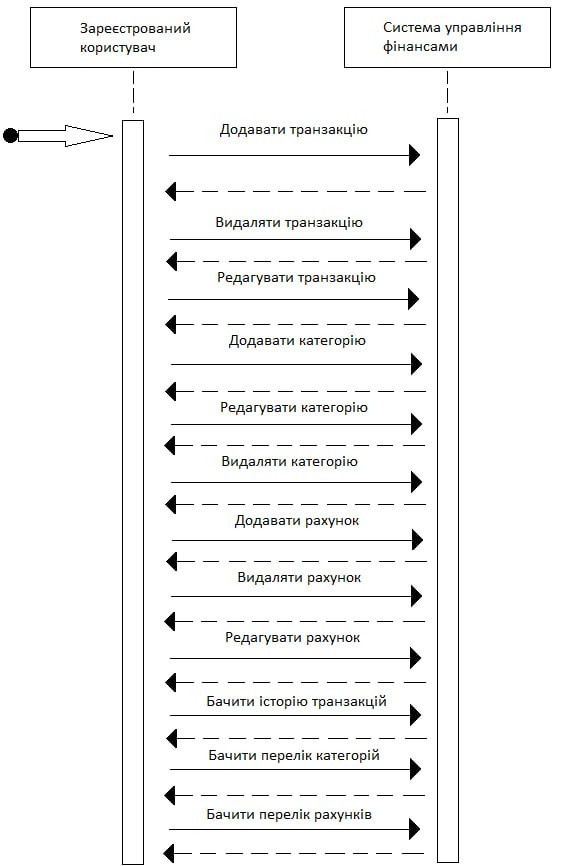 Зареєстрований
користувач
Система управління
фінансами
Додавати транзакцію
Видаляти транзакцію
Редагувати транзакцію
Додавати категорію
Редагувати категорію
Видаляти категорію
Додавати рахунок
Видаляти рахунок
Редагувати рахунок
Бачити історію транзакцій
Бачити перелік категорій
Бачити перелік рахунків